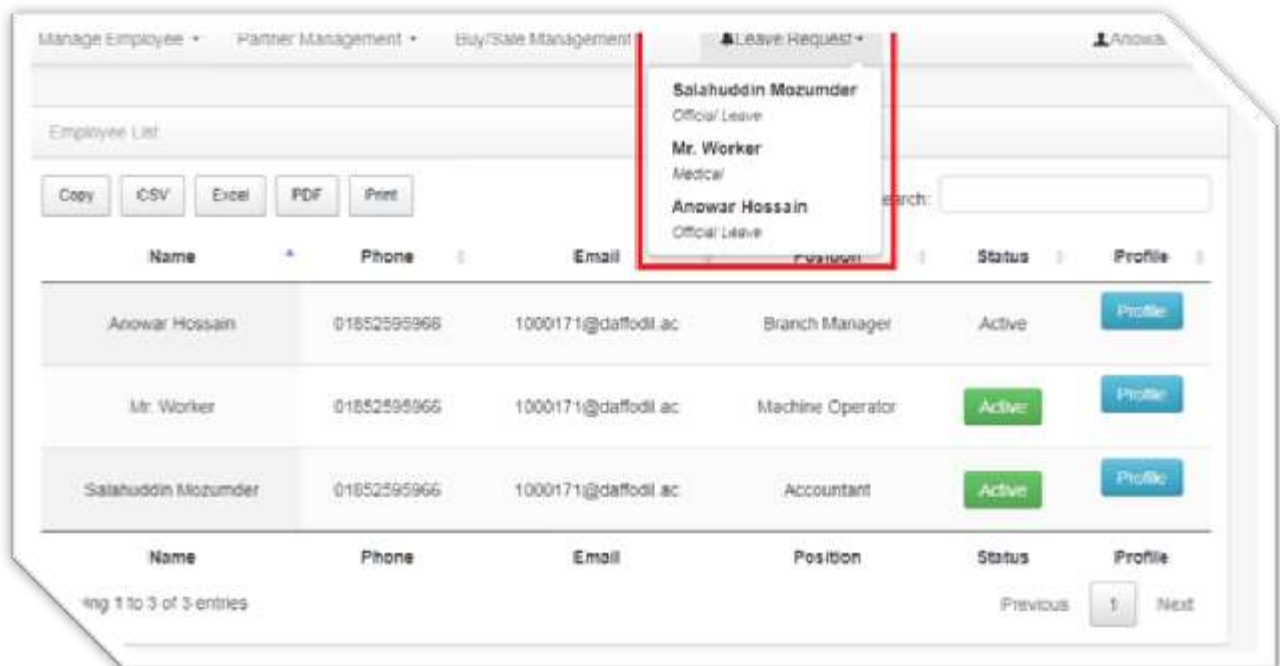 Manage Employee Partner Management Buy/Sale Management Leave Request Anowa
Salahuddin Mozumder
Official Leave
Mr. Worker
Medical
Anowar Hossain
Official Leave
Employee List
Copy CSV Excel PDF Print earch:
Name Phone Email Position Status Profile
Anowar Hossain 01852595966 1000171@daffodil.ac Branch Manager Active Profile
Mr. Worker 01852595966 1000171@daffodil.ac Machine Operator Active Profile
Salahuddin Mozumder 01852595966 1000171@daffodil.ac Accountant Active Profile
Name Phone Email Position Status Profile
ing 1 to 3 of 3 entries Previous 1 Next